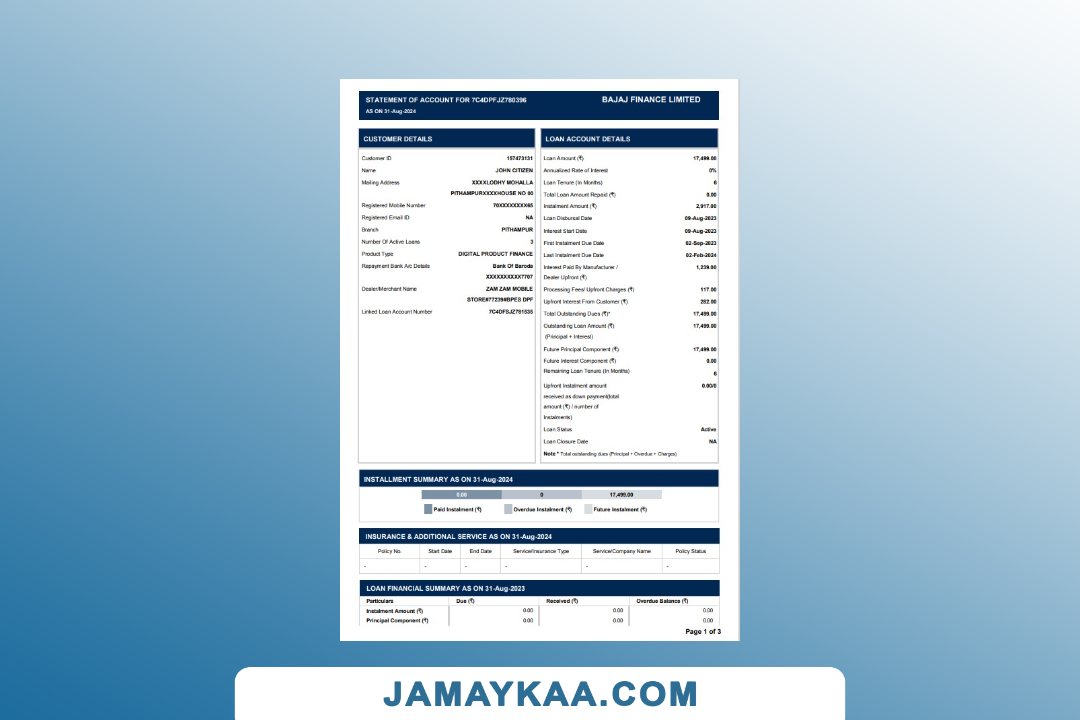 STATEMENT OF ACCOUNT FOR 7C4DPFJZ780396
BAJAJ FINANCE LIMITED
AS ON 31-Aug-2024
CUSTOMER DETAILS
Customer ID 157473131
Name JOHN CITIZEN
Mailing Address XXXXLODHY MOHALLA
PITHAMPURXXXXHOUSE NO 00
Registered Mobile Number 70XXXXXXXX65
Registered Email ID NA
Branch PITHAMPUR
Number Of Active Loans 3
Product Type DIGITAL PRODUCT FINANCE
Repayment Bank A/c Details Bank Of Baroda
XXXXXXXXXX7707
Dealer/Merchant Name ZAM ZAM MOBILE
STORE#77239#BPES DPF
Linked Loan Account Number 7C4DFSJZ781535
LOAN ACCOUNT DETAILS
Loan Amount (₹) 17,499.00
Annualized Rate of Interest 0%
Loan Tenure (In Months) 6
Total Loan Amount Repaid (₹) 0.00
Instalment Amount (₹) 2,917.00
Loan Disbursal Date 09-Aug-2023
Interest Start Date 09-Aug-2023
First Instalment Due Date 02-Sep-2023
Last Instalment Due Date 02-Feb-2024
Interest Paid By Manufacturer / 1,239.00
Dealer Upfront (₹)
Processing Fees/ Upfront Charges (₹) 117.00
Upfront Interest From Customer (₹) 282.00
Total Outstanding Dues (₹)* 17,499.00
Outstanding Loan Amount (₹) 17,499.00
(Principal + Interest)
Future Principal Component (₹) 17,499.00
Future Interest Component (₹) 0.00
Remaining Loan Tenure (In Months) 6
Upfront Instalment amount 0.00/0
received as down payment(total
amount (₹) / number of
Instalments)
Loan Status Active
Loan Closure Date NA
Note * Total outstanding dues (Principal + Overdue + Charges)
INSTALLMENT SUMMARY AS ON 31-Aug-2024
0.00 0 17,499.00
Paid Instalment (₹) Overdue Instalment (₹) Future Instalment (₹)
INSURANCE & ADDITIONAL SERVICE AS ON 31-Aug-2024
Policy No. Start Date End Date Service/Insurance Type Service/Company Name Policy Status
- - - - - -
LOAN FINANCIAL SUMMARY AS ON 31-Aug-2023
Particulars Due (₹) Received (₹) Overdue Balance (₹)
Instalment Amount (₹) 0.00 0.00 0.00
Principal Component (₹) 0.00 0.00 0.00
Page 1 of 3
JAMAYKAA.COM